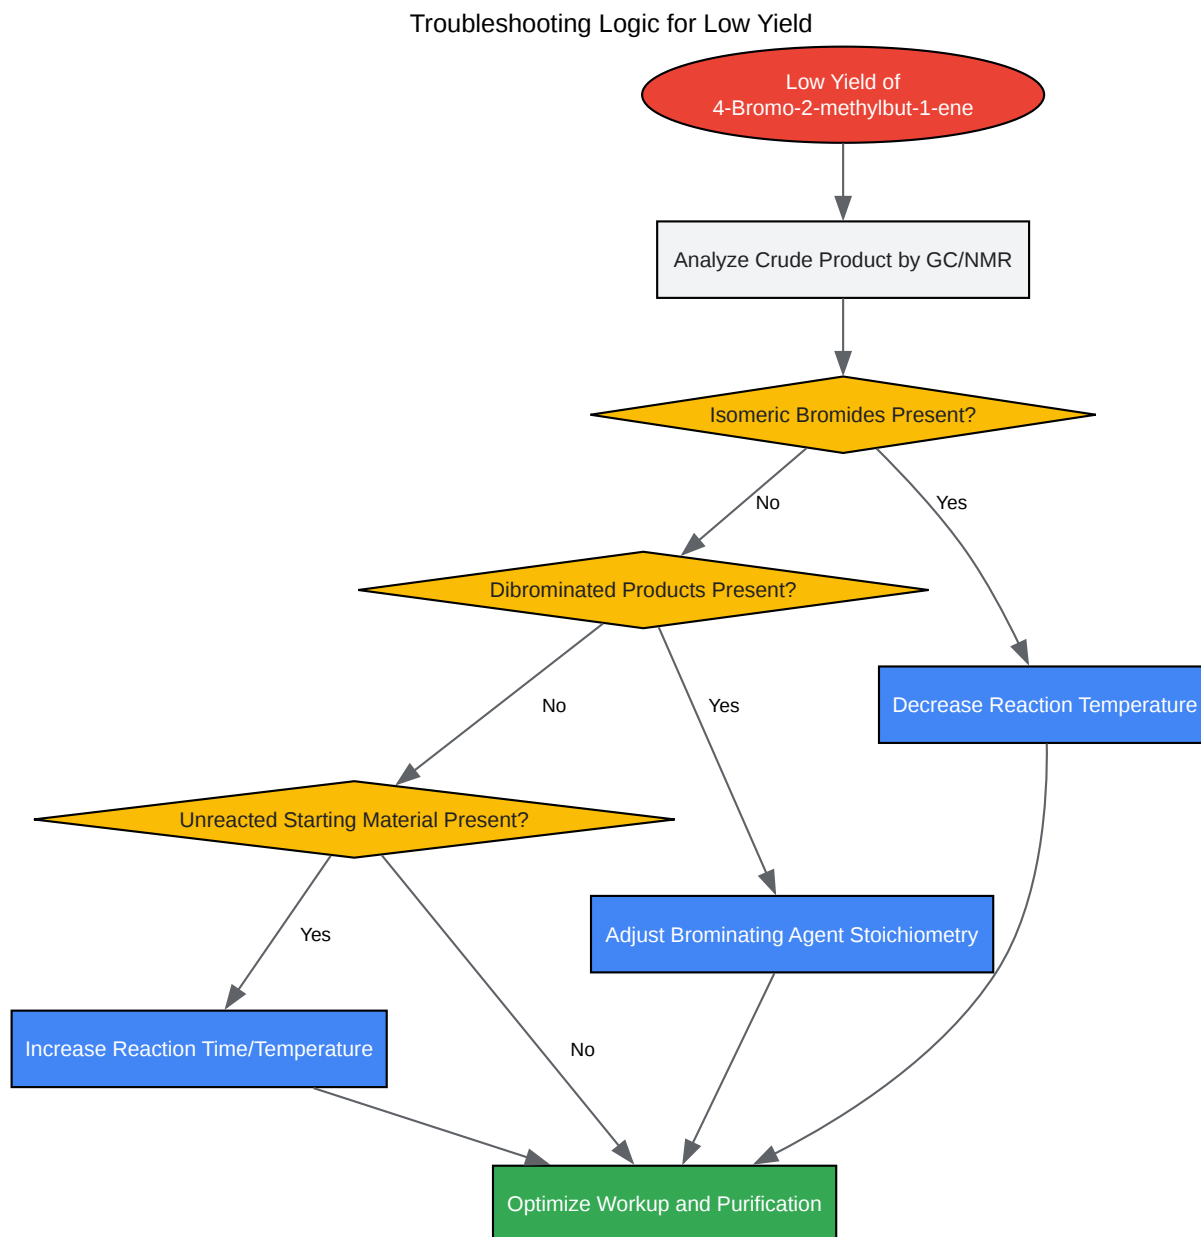 Troubleshooting Logic for Low Yield
Low Yield of
4-Bromo-2-methylbut-1-ene
Analyze Crude Product by GC/NMR
Isomeric Bromides Present?
No
Yes
Dibrominated Products Present?
No
Yes
Decrease Reaction Temperature
Unreacted Starting Material Present?
Yes
Adjust Brominating Agent Stoichiometry
Increase Reaction Time/Temperature
No
Optimize Workup and Purification